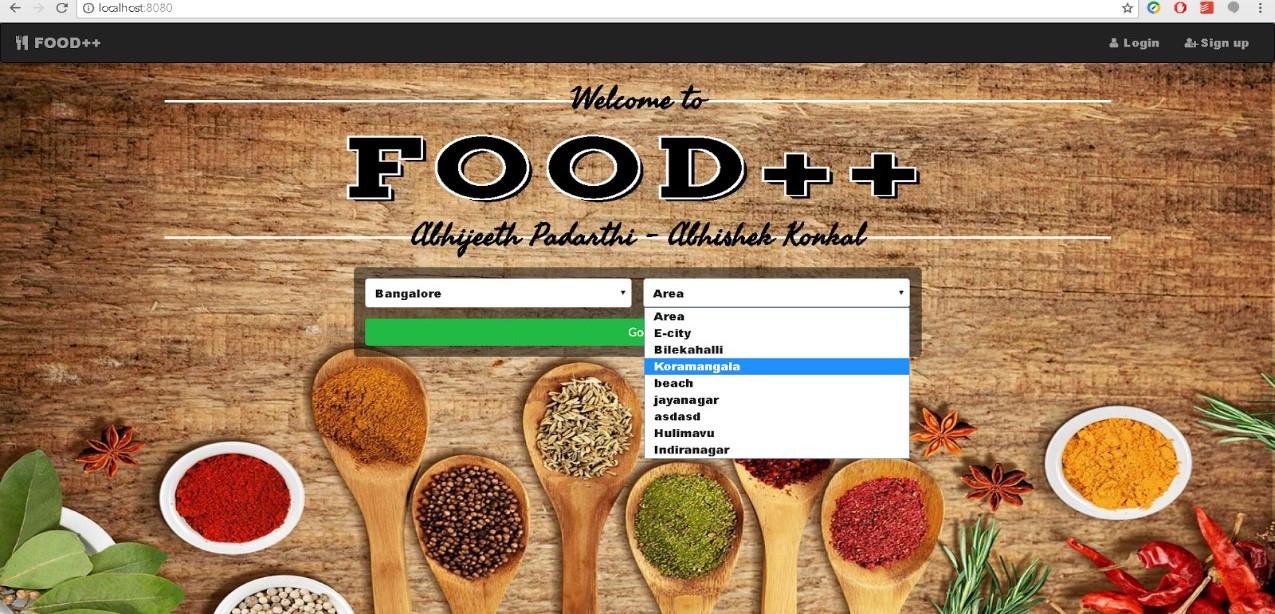 localhost:8080
FOOD++
Login
Sign up
Welcome to
FOOD++
Abhijeeth Padarthi - Abhishek Konkal
Bangalore
Area
Go
Area
E-city
Bilekahalli
Koramangala
beach
jayanagar
asdasd
Hulimavu
Indiranagar